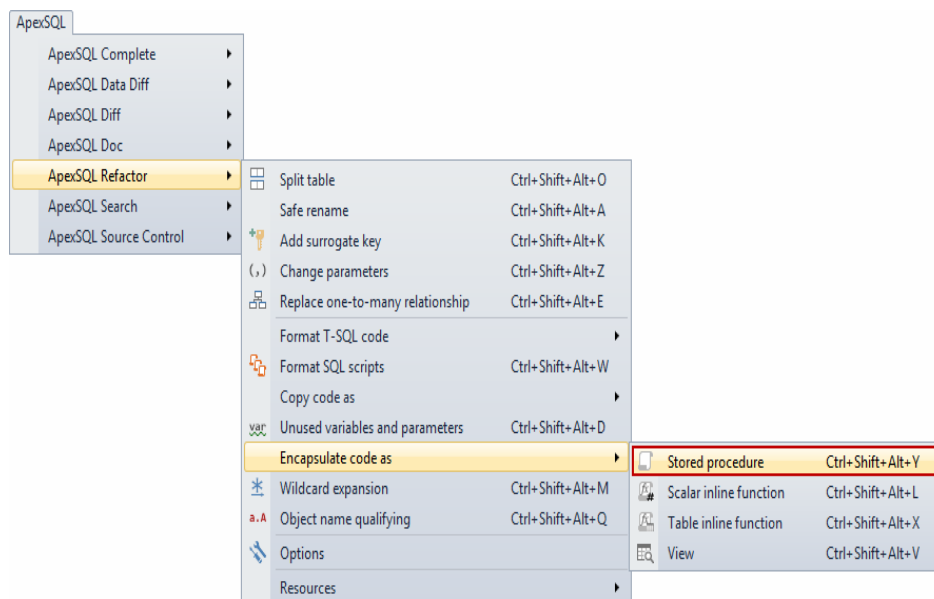 ApexSQL
ApexSQL Complete
ApexSQL Data Diff
ApexSQL Diff
ApexSQL Doc
ApexSQL Refactor
ApexSQL Search
ApexSQL Source Control
Split table Ctrl+Shift+Alt+O
Safe rename Ctrl+Shift+Alt+A
Add surrogate key Ctrl+Shift+Alt+K
(,) Change parameters Ctrl+Shift+Alt+Z
Replace one-to-many relationship Ctrl+Shift+Alt+E
Format T-SQL code
Format SQL scripts Ctrl+Shift+Alt+W
Copy code as
var Unused variables and parameters Ctrl+Shift+Alt+D
Encapsulate code as
Wildcard expansion Ctrl+Shift+Alt+M
a.A Object name qualifying Ctrl+Shift+Alt+Q
Options
Resources
Stored procedure Ctrl+Shift+Alt+Y
Scalar inline function Ctrl+Shift+Alt+L
Table inline function Ctrl+Shift+Alt+X
View Ctrl+Shift+Alt+V